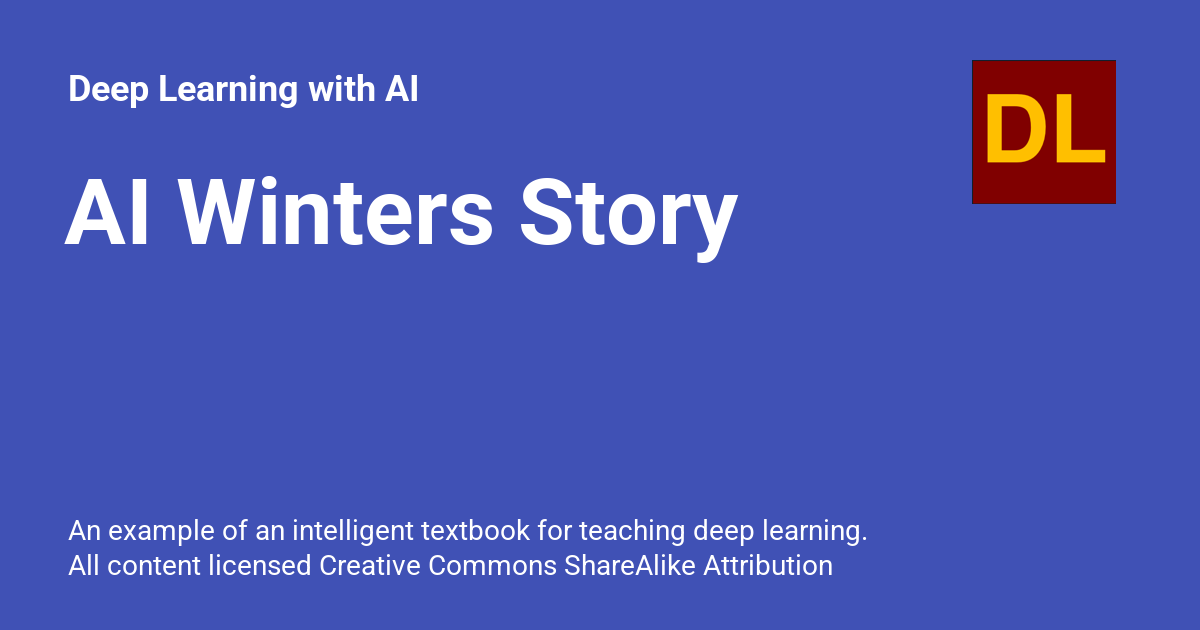 Deep Learning with AI
DL
AI Winters Story
An example of an intelligent textbook for teaching deep learning.
All content licensed Creative Commons ShareAlike Attribution